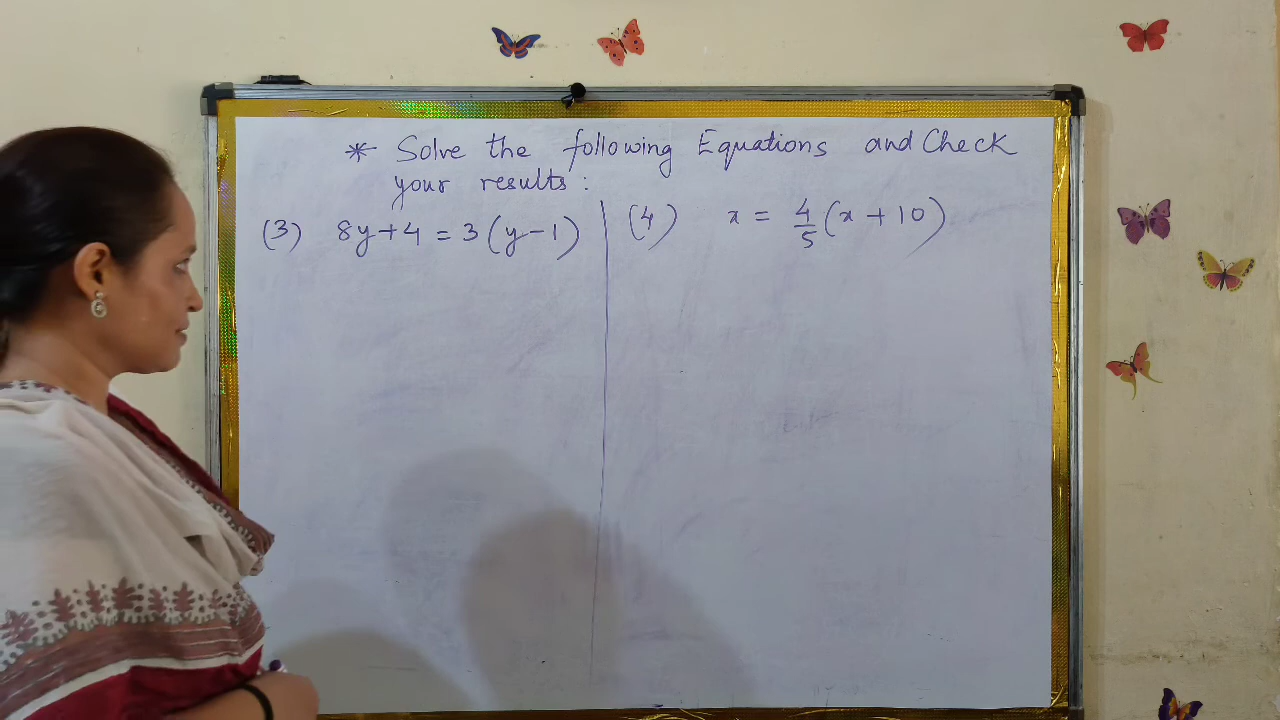 * Solve the following Equations and Check
your results :
(3) 8y+4 = 3(y-1)
(4) x = 4/5 (x + 10)